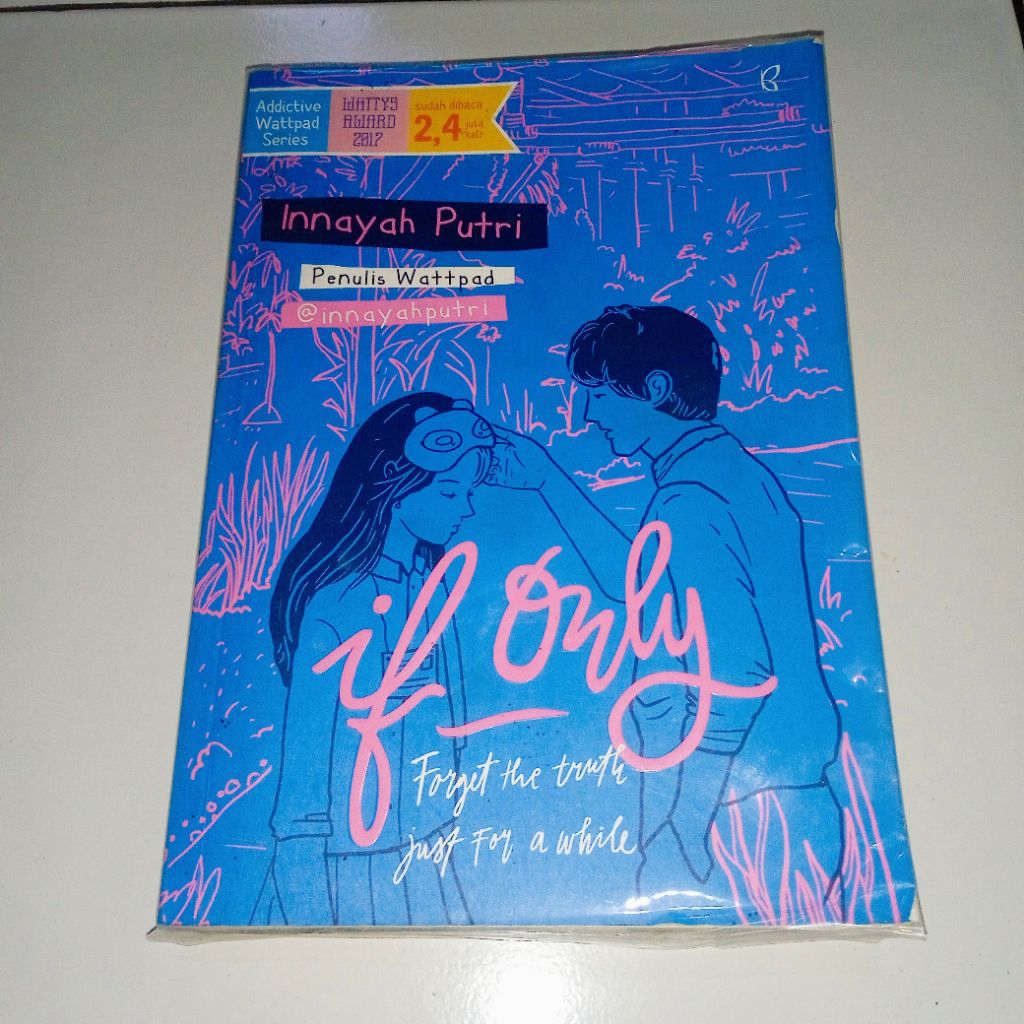 Addictive
Wattpad
Series
WATTYS
AWARD
2017
sudah dibaca
2,4 juta
kali
Innayah Putri
Penulis Wattpad
@innayahputri
if only
Forget the truth
just for a while